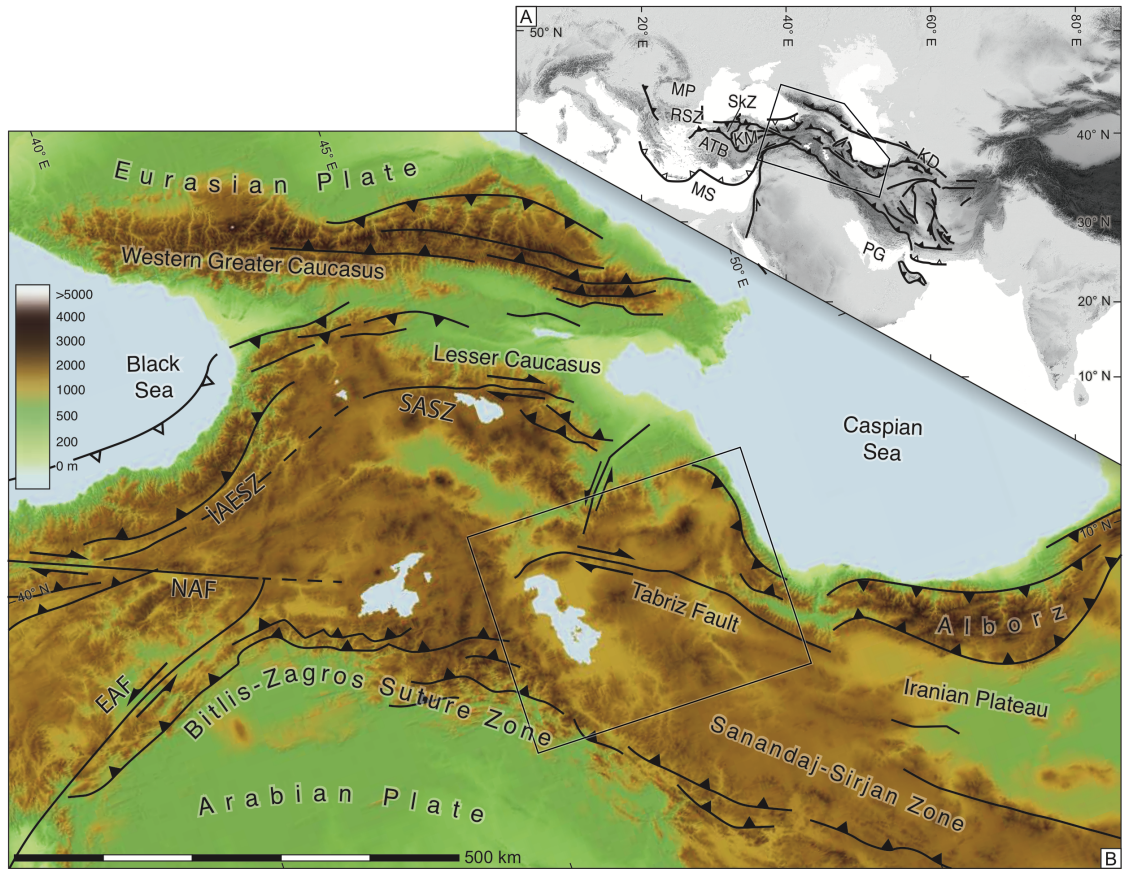 A
50° N
20° E
40° E
60° E
80° E
MP
SkZ
RSZ
KM
ATB
MS
KD
PG
40° N
30° N
20° N
10° N
50° E
40° E
45° E
Eurasian Plate
Western Greater Caucasus
>5000
4000
3000
2000
1000
500
200
0 m
Black
Sea
Lesser Caucasus
SASZ
Caspian
Sea
İAESZ
10° N
40° N
NAF
Tabriz Fault
Alborz
EAF
Bitlis-Zagros Suture Zone
Iranian Plateau
Sanandaj-Sirjan Zone
Arabian Plate
500 km
B